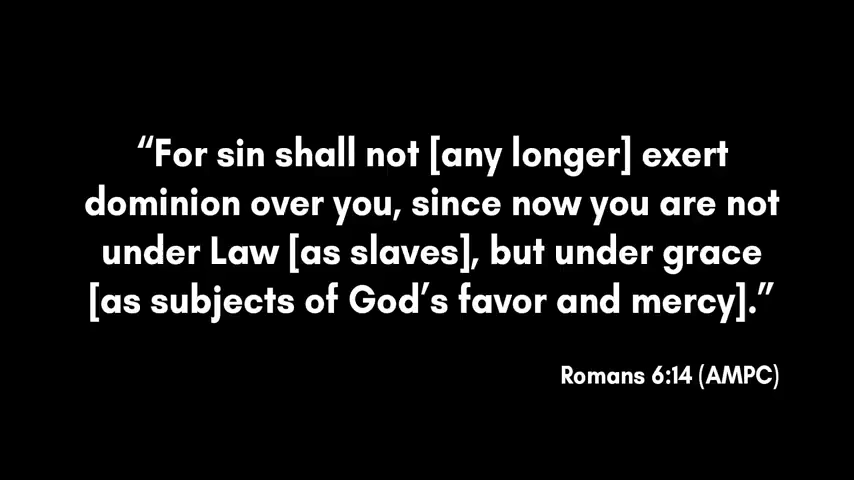 “For sin shall not [any longer] exert
dominion over you, since now you are not
under Law [as slaves], but under grace
[as subjects of God’s favor and mercy].”
Romans 6:14 (AMPC)